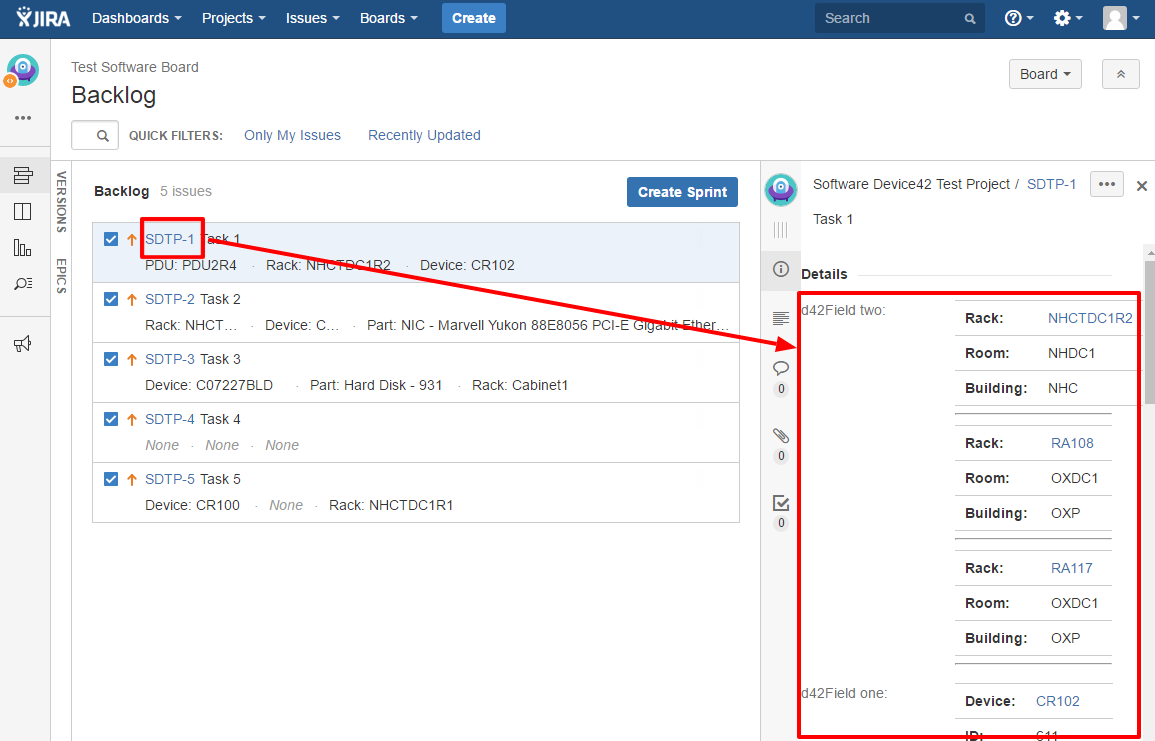 JIRA Dashboards Projects Issues Boards Create Search
Test Software Board
Backlog
Board
QUICK FILTERS: Only My Issues Recently Updated
VERSIONS
EPICS
Backlog 5 issues Create Sprint
SDTP-1 Task 1
PDU: PDU2R4 · Rack: NHCTDC1R2 · Device: CR102
SDTP-2 Task 2
Rack: NHCT... · Device: C... · Part: NIC - Marvell Yukon 88E8056 PCI-E Gigabit Ether...
SDTP-3 Task 3
Device: C07227BLD · Part: Hard Disk - 931 · Rack: Cabinet1
SDTP-4 Task 4
None · None · None
SDTP-5 Task 5
Device: CR100 · None · Rack: NHCTDC1R1
Software Device42 Test Project / SDTP-1
Task 1
Details
0
0
0
d42Field two:
Rack: NHCTDC1R2
Room: NHDC1
Building: NHC
Rack: RA108
Room: OXDC1
Building: OXP
Rack: RA117
Room: OXDC1
Building: OXP
d42Field one:
Device: CR102
ID: 611